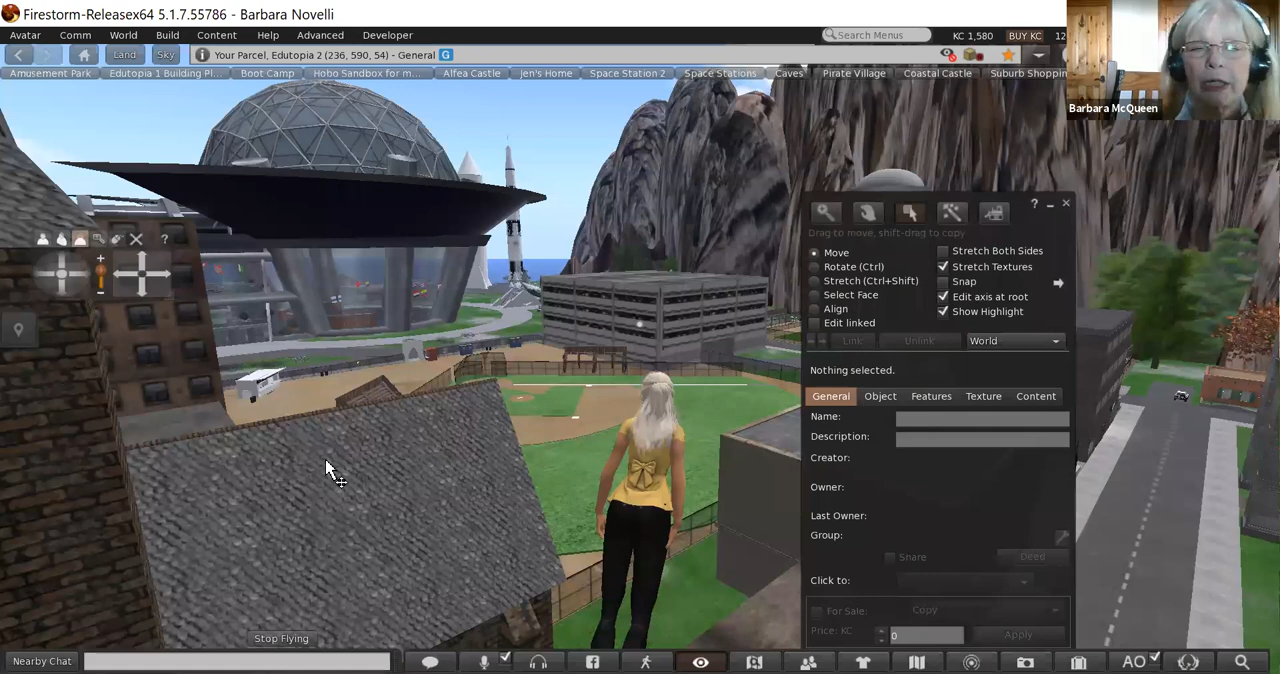 Firestorm-Releasex64 5.1.7.55786 - Barbara Novelli
Avatar Comm World Build Content Help Advanced Developer Search Menus KC 1,580 BUY KC 12
Land Sky Your Parcel, Edutopia 2 (236, 590, 54) - General G
Amusement Park Edutopia 1 Building Pl... Boot Camp Hobo Sandbox for m... Alfea Castle Jen's Home Space Station 2 Space Stations Caves Pirate Village Coastal Castle Suburb Shoppin
Barbara McQueen
?
?
Drag to move, shift-drag to copy
Move
Rotate (Ctrl)
Stretch (Ctrl+Shift)
Select Face
Align
Edit linked
Stretch Both Sides
Stretch Textures
Snap
Edit axis at root
Show Highlight
Link Unlink World
Nothing selected.
General Object Features Texture Content
Name:
Description:
Creator:
Owner:
Last Owner:
Group:
Share Deed
Click to:
For Sale: Copy
Price: KC 0 Apply
Stop Flying
Nearby Chat AO